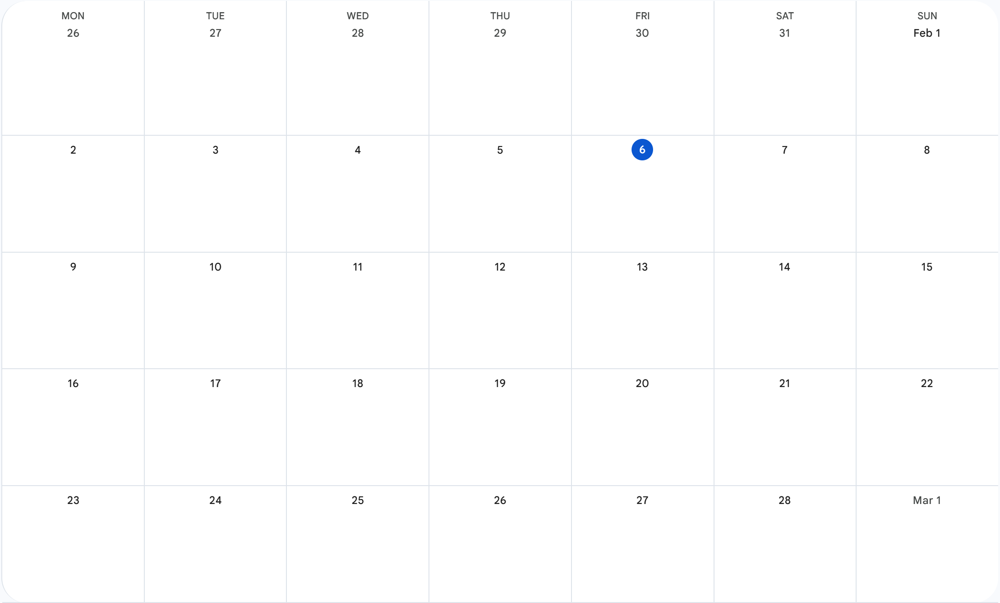 MON TUE WED THU FRI SAT SUN
26 27 28 29 30 31 Feb 1
2 3 4 5 6 7 8
9 10 11 12 13 14 15
16 17 18 19 20 21 22
23 24 25 26 27 28 Mar 1